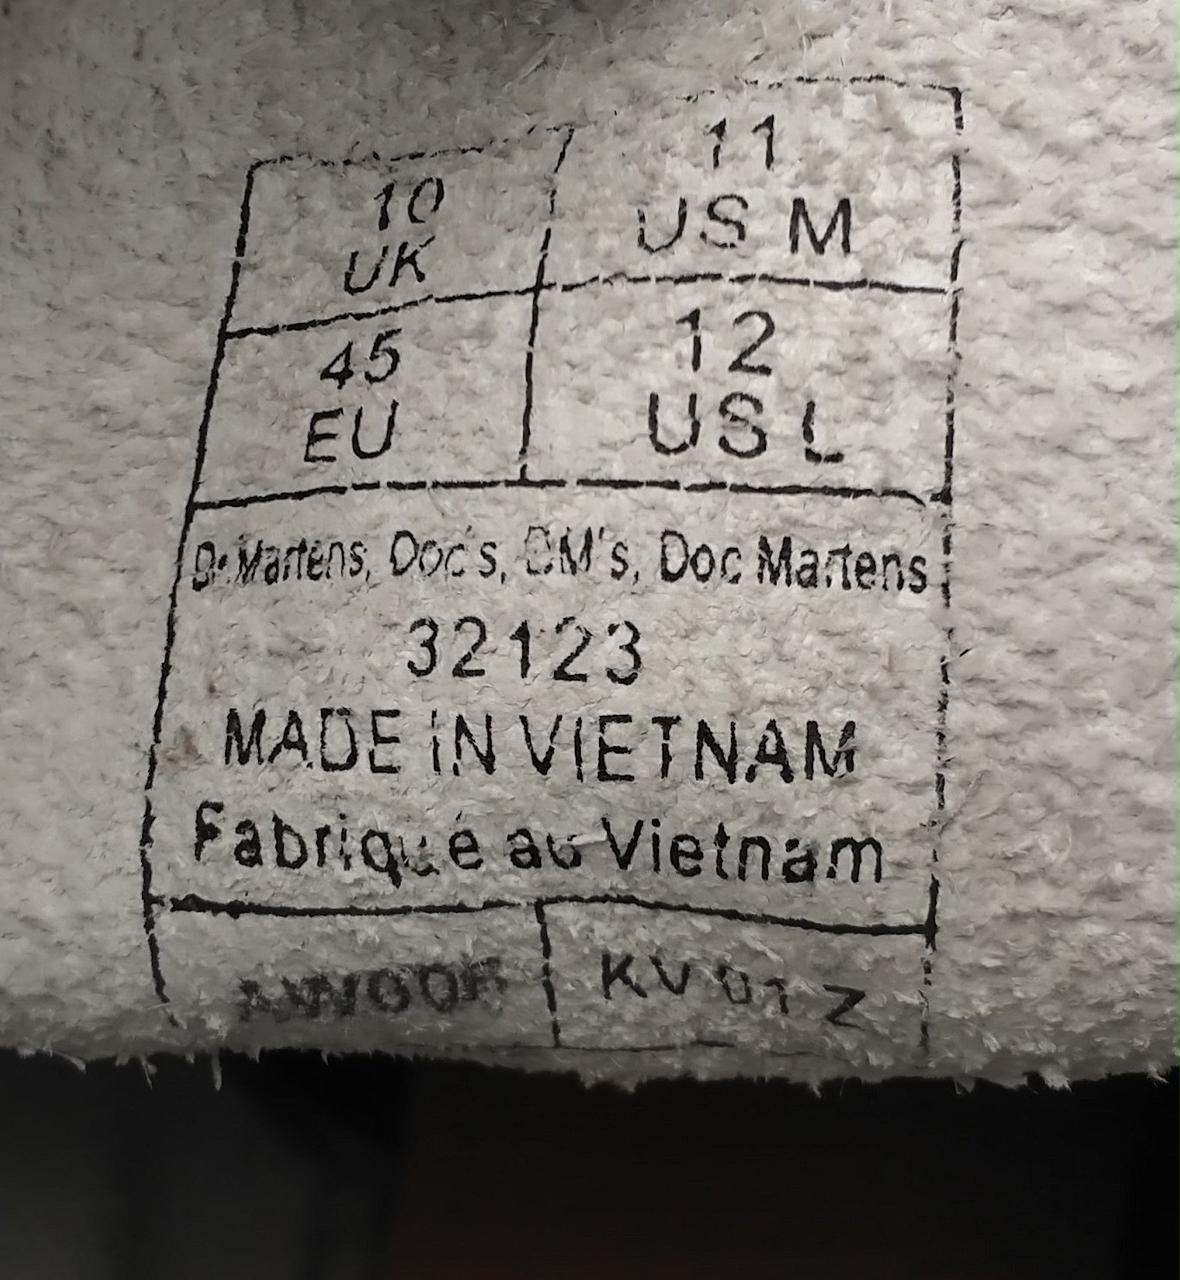 10
UK
11
US M
45
EU
12
US L
Dr. Martens, Doc's, DM's, Doc Martens
32123
MADE IN VIETNAM
Fabriqué au Vietnam
KV 01 Z